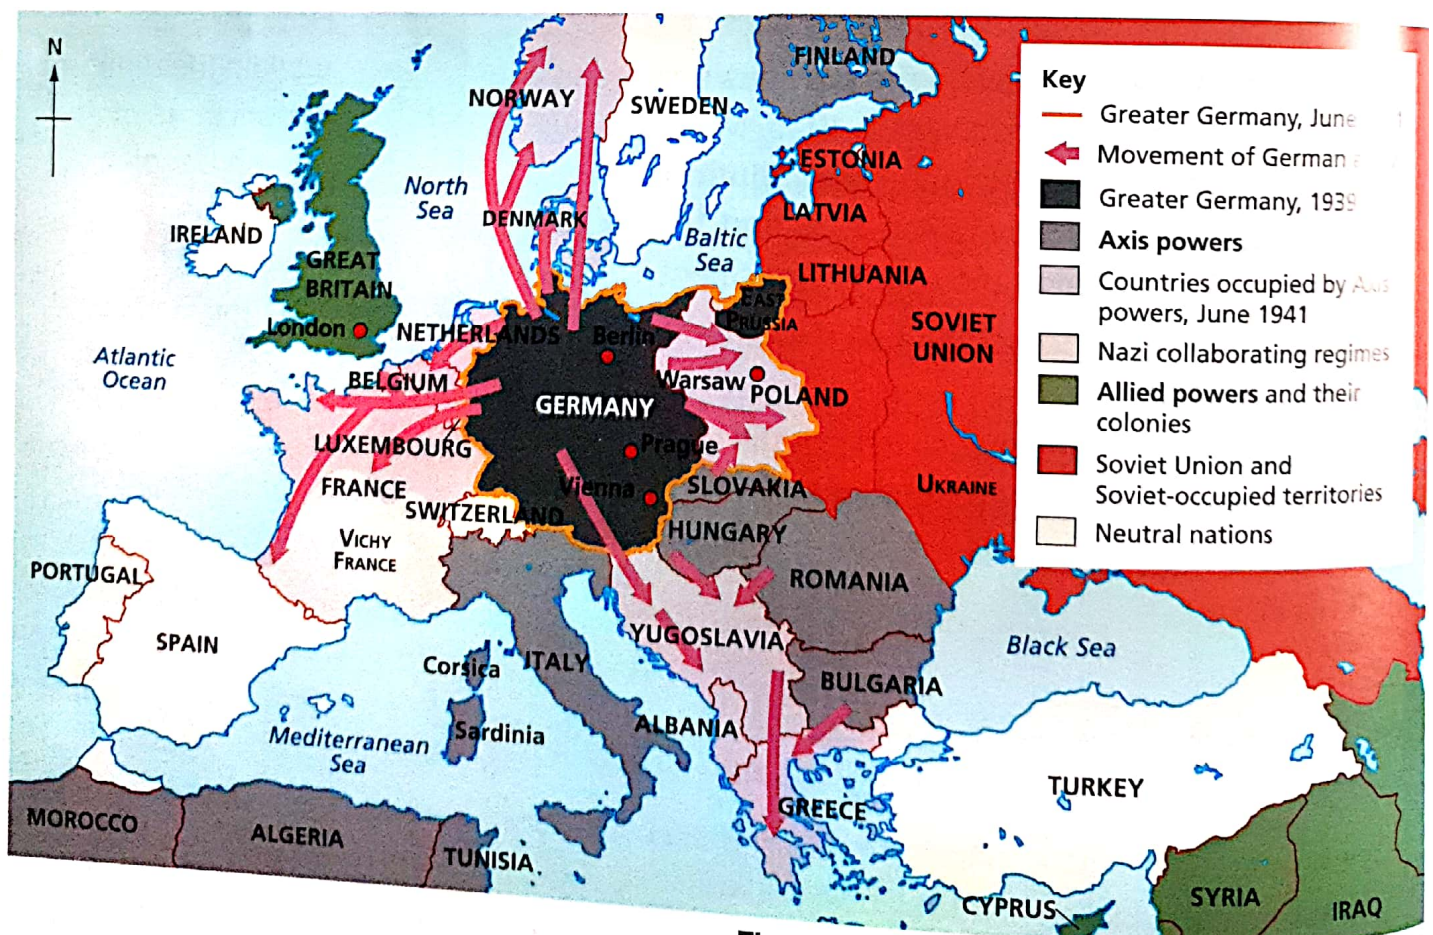 N
NORWAY
SWEDEN
FINLAND
ESTONIA
LATVIA
LITHUANIA
SOVIET
UNION
UKRAINE
North
Sea
DENMARK
Baltic
Sea
IRELAND
GREAT
BRITAIN
London
NETHERLANDS
Berlin
EAST
PRUSSIA
Atlantic
Ocean
BELGIUM
GERMANY
Warsaw
POLAND
LUXEMBOURG
Prague
FRANCE
Vienna
SLOVAKIA
SWITZERLAND
HUNGARY
VICHY
FRANCE
ROMANIA
PORTUGAL
SPAIN
YUGOSLAVIA
Black Sea
Corsica
ITALY
BULGARIA
Sardinia
ALBANIA
Mediterranean
Sea
TURKEY
GREECE
MOROCCO
ALGERIA
TUNISIA
CYPRUS
SYRIA
IRAQ
Key
Greater Germany, June
Movement of German
Greater Germany, 1939
Axis powers
Countries occupied by Axis
powers, June 1941
Nazi collaborating regimes
Allied powers and their
colonies
Soviet Union and
Soviet-occupied territories
Neutral nations